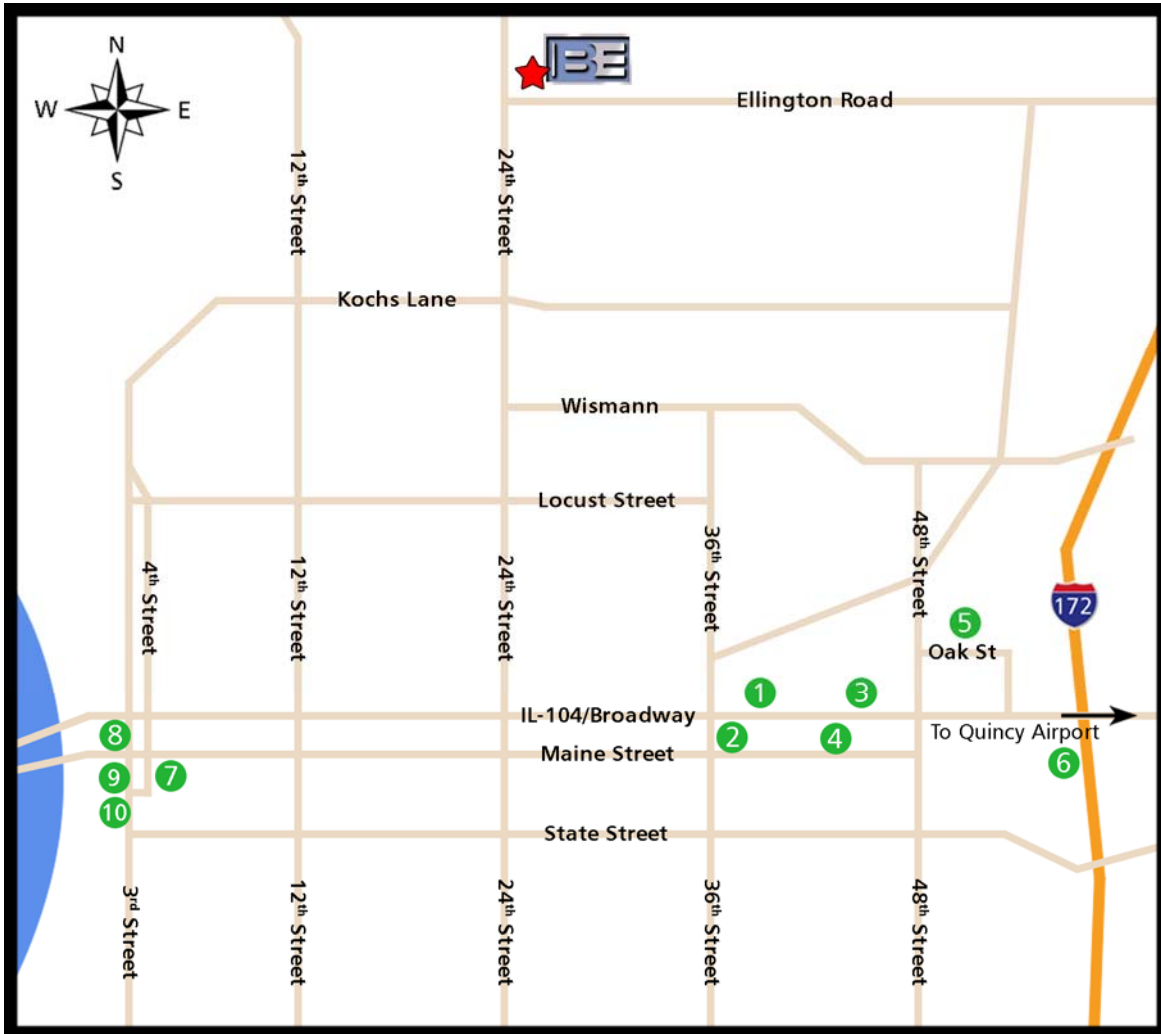 N
W E
S
BE
Ellington Road
12th Street
24th Street
Kochs Lane
Wismann
Locust Street
4th Street
12th Street
24th Street
36th Street
48th Street
172
5
Oak St
1
3
IL-104/Broadway
To Quincy Airport
8
2
4
Maine Street
6
9
7
10
State Street
3rd Street
12th Street
24th Street
36th Street
48th Street